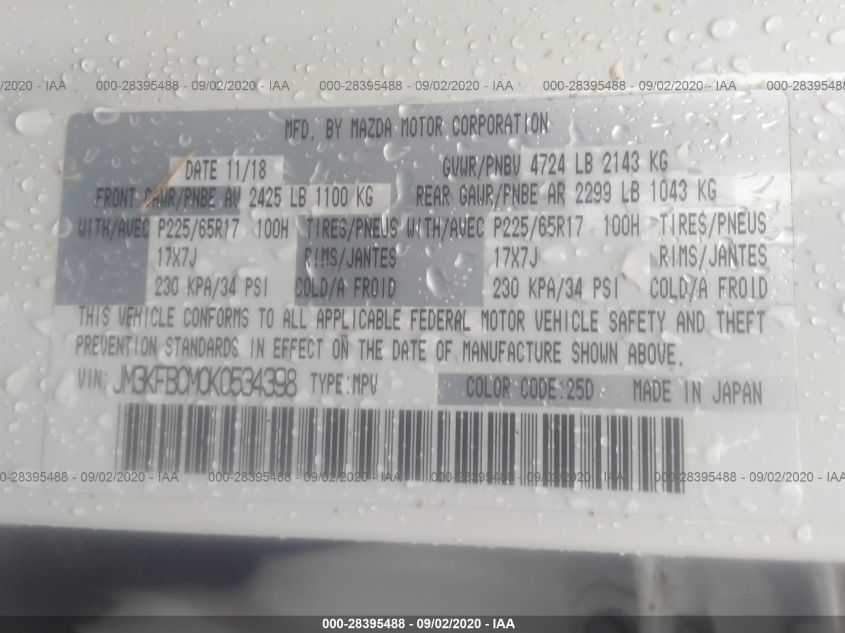 0/2020 - IAA 000-28395488 - 09/02/2020 - IAA 000-28395488 - 09/02/2020 - IAA 000-28395488 - 09/02/2020 - IAA 000-
MFD. BY MAZDA MOTOR CORPORATION
DATE 11/18 GVWR/PNBV 4724 LB 2143 KG
FRONT GAWR/PNBE AV 2425 LB 1100 KG REAR GAWR/PNBE AR 2299 LB 1043 KG
WITH/AVEC P225/65R17 100H TIRES/PNEUS WITH/AVEC P225/65R17 100H TIRES/PNEUS
17X7J RIMS/JANTES 17X7J RIMS/JANTES
230 KPA/34 PSI COLD/A FROID 230 KPA/34 PSI COLD/A FROID
THIS VEHICLE CONFORMS TO ALL APPLICABLE FEDERAL MOTOR VEHICLE SAFETY AND THEFT
PREVENTION STANDARDS IN EFFECT ON THE DATE OF MANUFACTURE SHOWN ABOVE.
VIN: JM3KFBCM0K0534398 TYPE:MPV COLOR CODE:25D MADE IN JAPAN
0-28395488 - 09/02/2020 - IAA 000-28395488 - 09/02/2020 - IAA 000-28395488 - 09/02/2020 - IAA 000-28395488 - 09/
000-28395488 - 09/02/2020 - IAA